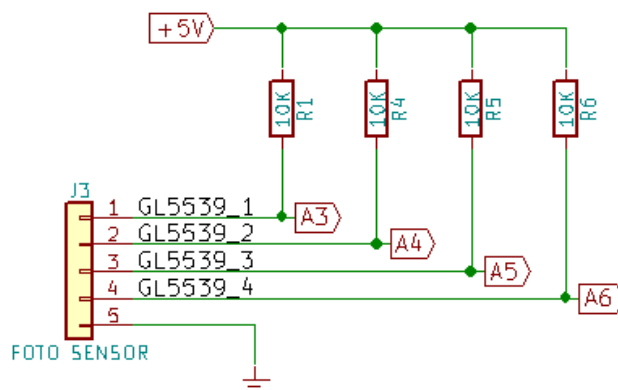 +5V
10K R1
10K R4
10K R5
10K R6
J3
1 GL5539_1 A3
2 GL5539_2 A4
3 GL5539_3 A5
4 GL5539_4 A6
5
FOTO SENSOR